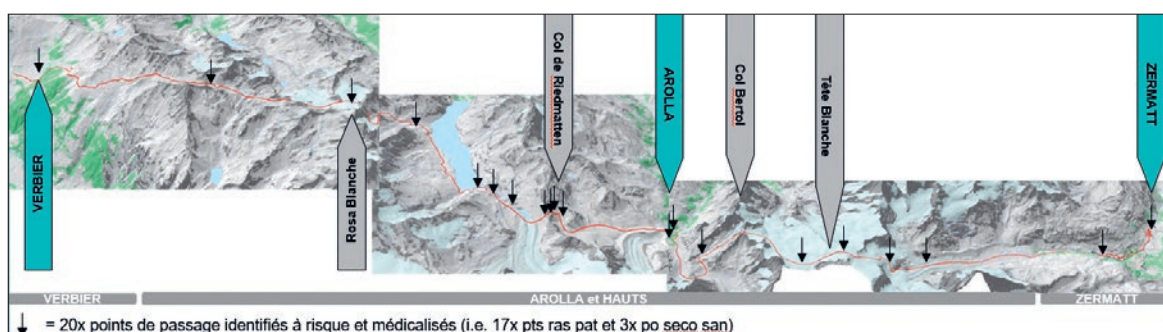 VERBIER
Rosa Blanche
Col de Riedmatten
AROLLA
Col Bertol
Tête Blanche
ZERMATT
VERBIER AROLLA et HAUTS ZERMATT
= 20x points de passage identifiés à risque et médicalisés (i.e. 17x pts ras pat et 3x po seco san)